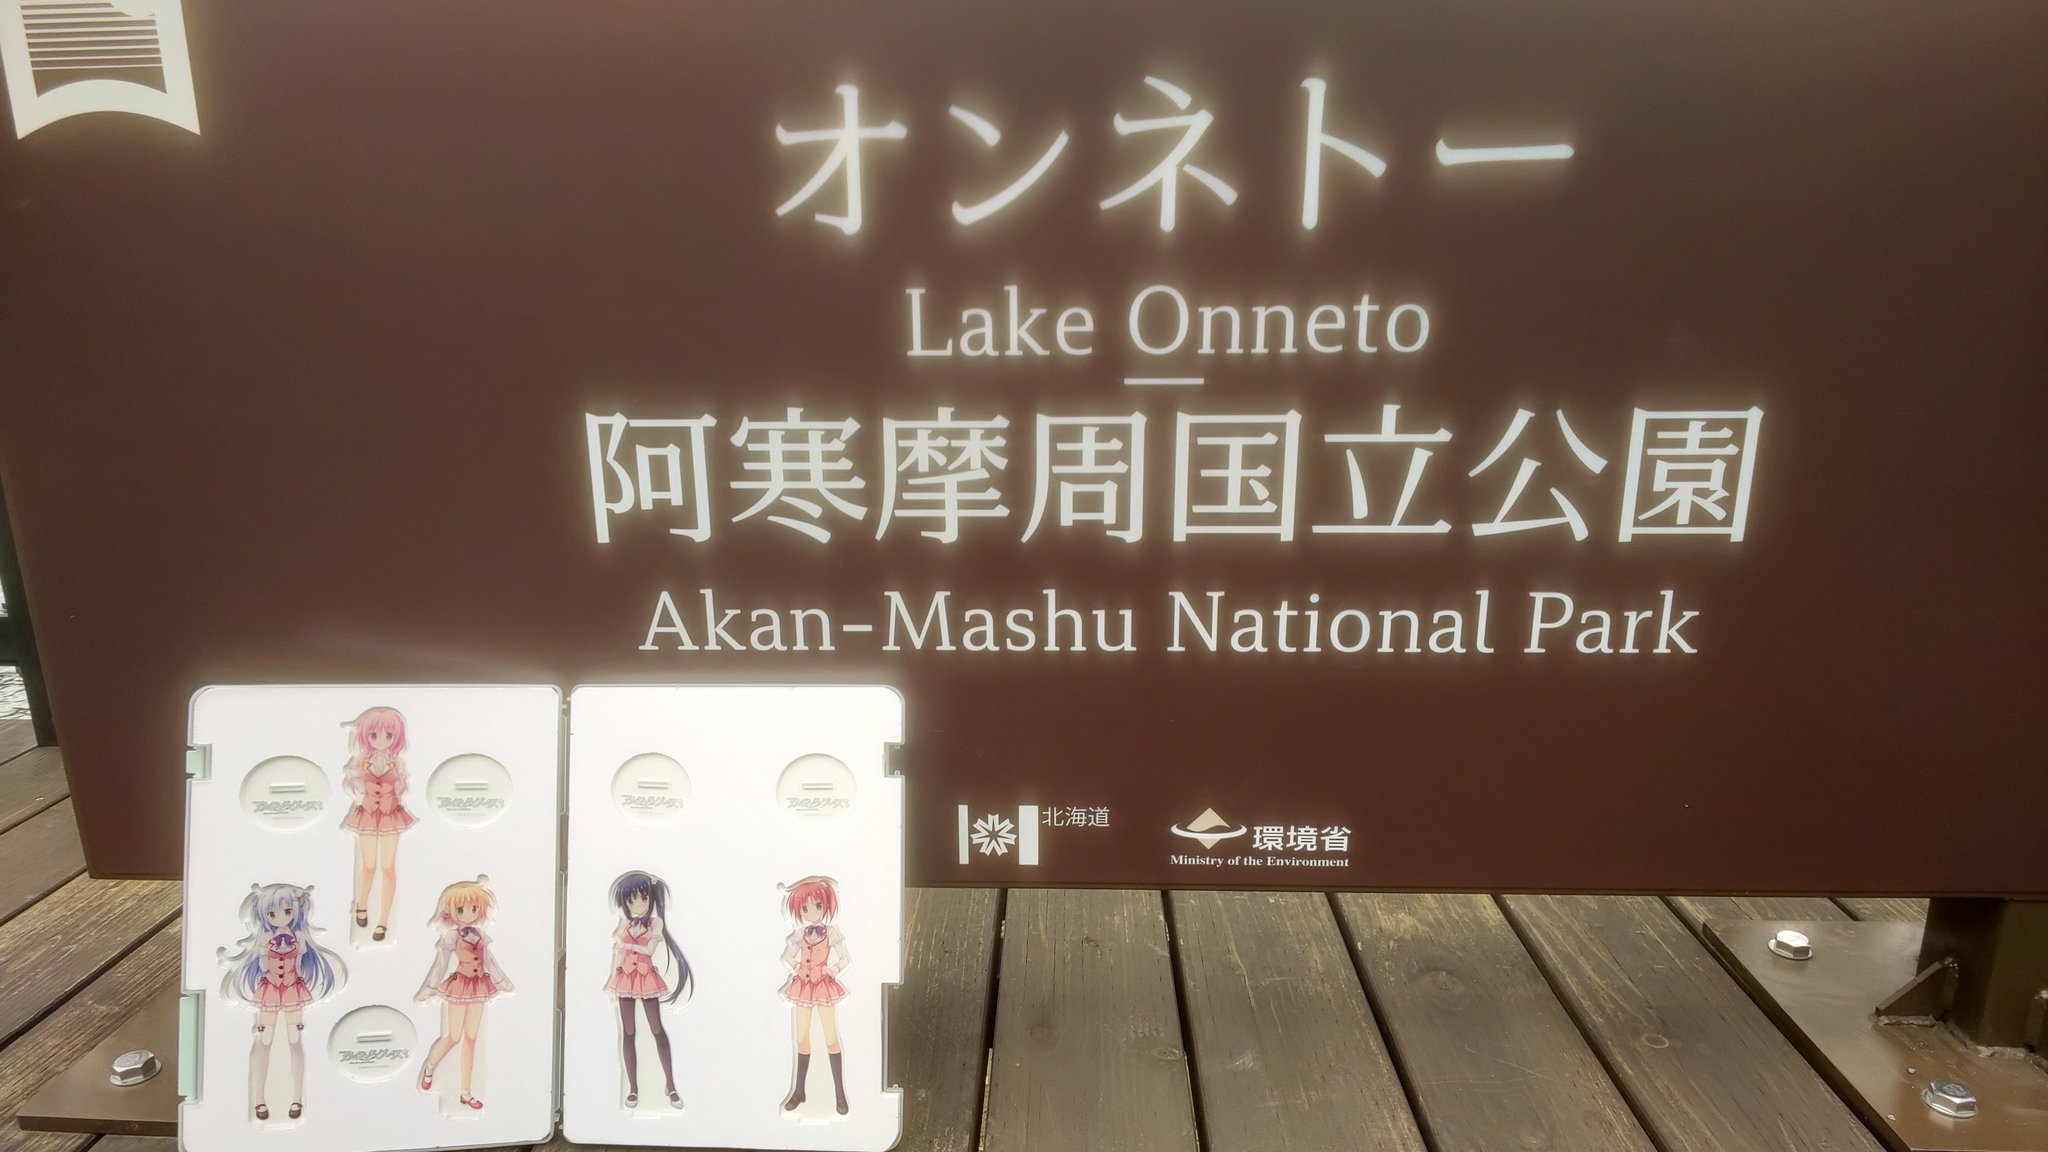 オンネトー
Lake Onneto
阿寒摩周国立公園
Akan-Mashu National Park
北海道
環境省
Ministry of the Environment